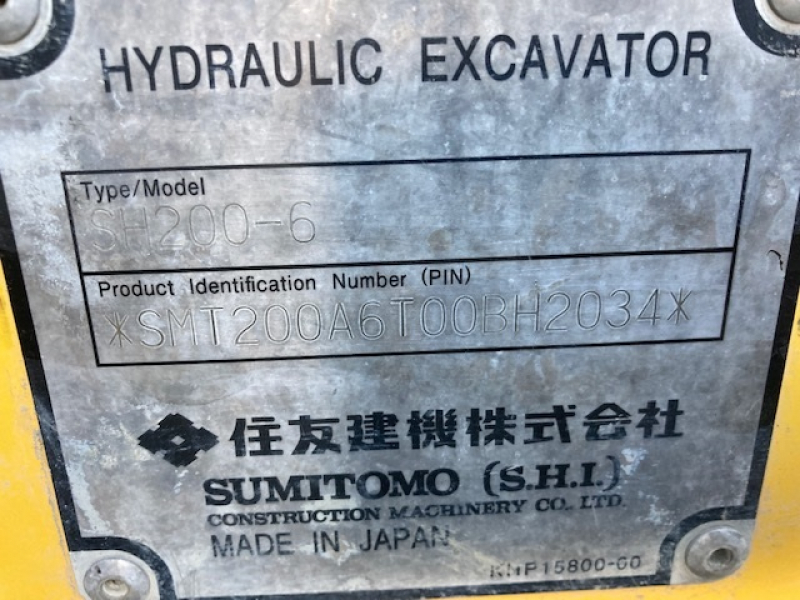 HYDRAULIC EXCAVATOR
Type/Model
SH200-6
Product Identification Number (PIN)
*SMT200A6T00BH2034*
住友建機株式会社
SUMITOMO (S.H.I.)
CONSTRUCTION MACHINERY CO., LTD.
MADE IN JAPAN
KHP15800-00